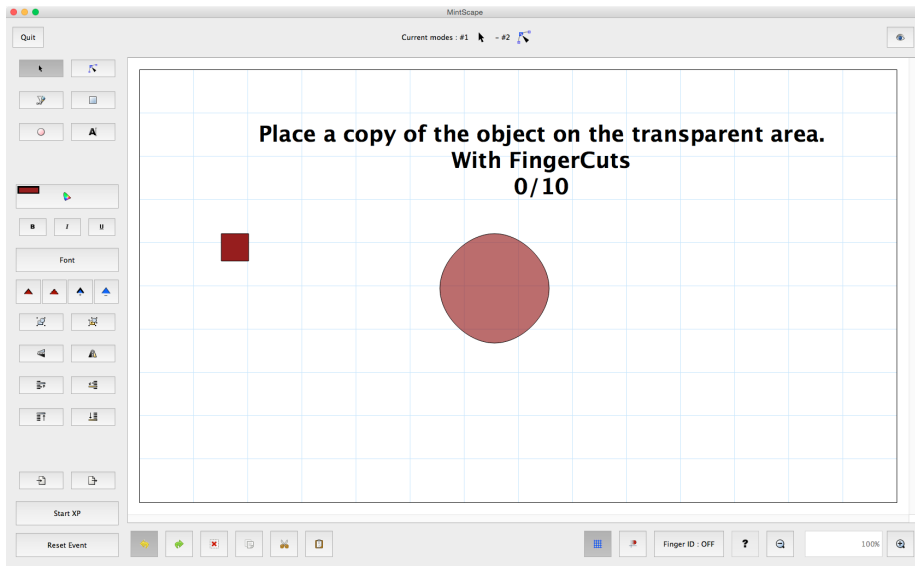 MintScape
Quit
Current modes : #1 - #2
A
Place a copy of the object on the transparent area.
With FingerCuts
0/10
B I U
Font
Start XP
Reset Event
Finger ID : OFF
?
100%